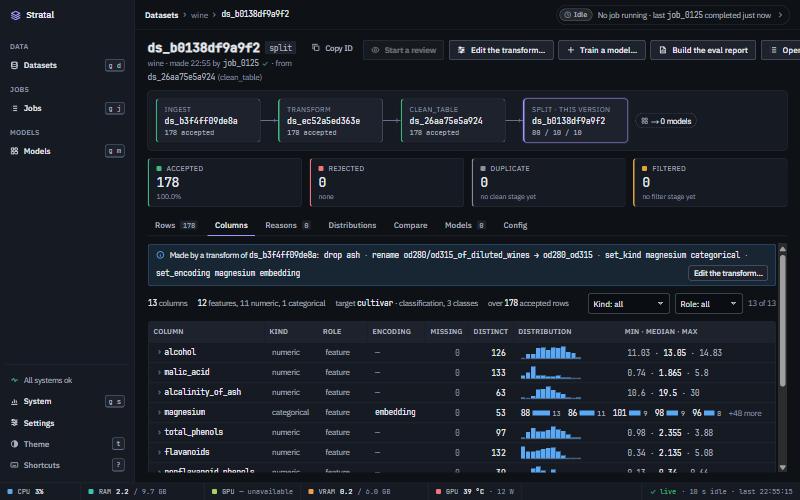 Stratal
Datasets › wine › ds_b0138df9a9f2
Idle No job running · last job_0125 completed just now
DATA
Datasets g d
JOBS
Jobs g j
MODELS
Models g m
All systems ok
System g s
Settings
Theme t
Shortcuts ?
ds_b0138df9a9f2 split Copy ID Start a review Edit the transform... Train a model... Build the eval report
wine · made 22:55 by job_0125 ✓ · from
ds_26aa75e5a924 (clean_table)
INGEST
ds_b3f4ff09de8a
178 accepted
TRANSFORM
ds_ec52a5ed363e
178 accepted
CLEAN_TABLE
ds_26aa75e5a924
178 accepted
SPLIT · THIS VERSION
ds_b0138df9a9f2
80 / 10 / 10
→ 0 models
ACCEPTED
178
100.0%
REJECTED
0
none
DUPLICATE
0
no clean stage yet
FILTERED
0
no filter stage yet
Rows 178 Columns Reasons 0 Distributions Compare Models 0 Config
Made by a transform of ds_b3f4ff09de8a: drop ash · rename od280/od315_of_diluted_wines → od280_od315 · set_kind magnesium categorical ·
set_encoding magnesium embedding Edit the transform...
13 columns 12 features, 11 numeric, 1 categorical target cultivar · classification, 3 classes over 178 accepted rows Kind: all Role: all 13 of 13
COLUMN KIND ROLE ENCODING MISSING DISTINCT DISTRIBUTION MIN · MEDIAN · MAX
› alcohol numeric feature — 0 126 11.03 · 13.05 · 14.83
› malic_acid numeric feature — 0 133 0.74 · 1.865 · 5.8
› alcalinity_of_ash numeric feature — 0 63 10.6 · 19.5 · 30
› magnesium categorical feature embedding 0 53 88 13 86 11 101 9 98 9 96 8 +48 more
› total_phenols numeric feature — 0 97 0.98 · 2.355 · 3.88
› flavanoids numeric feature — 0 132 0.34 · 2.135 · 5.08
CPU 3% RAM 2.2 / 9.7 GB GPU — unavailable VRAM 0.2 / 6.0 GB GPU 39 °C · 12 W ✓ live · 18 s idle · last 22:55:15